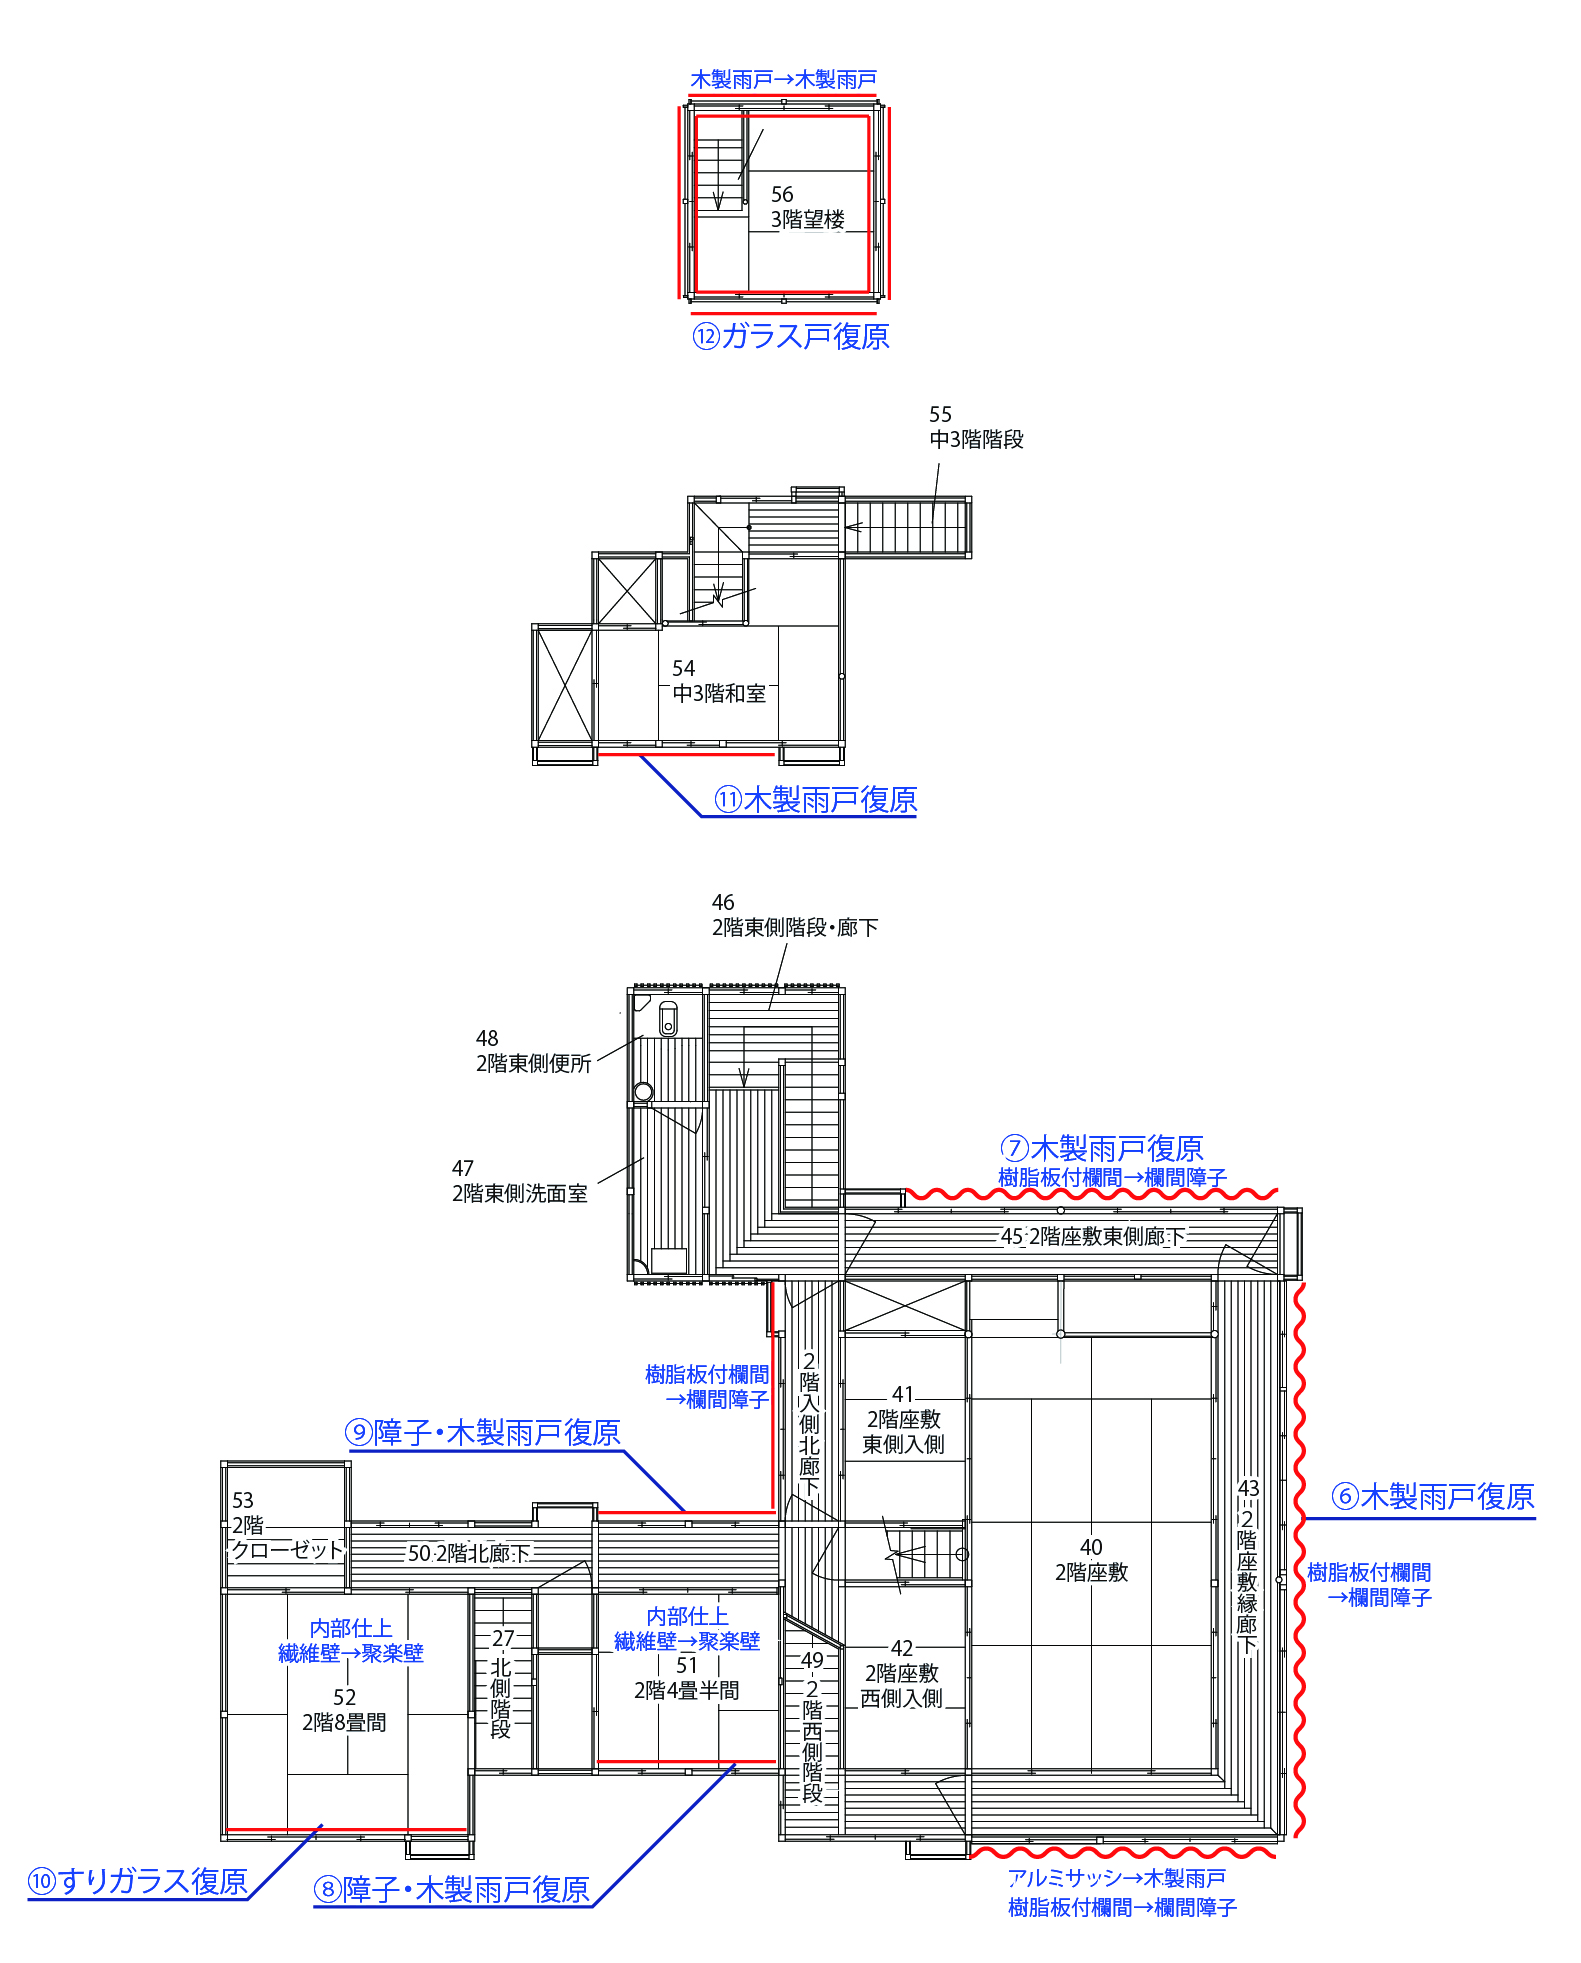 木製雨戸→木製雨戸
56
3階望楼
⑫ガラス戸復原
55
中3階階段
54
中3階和室
⑪木製雨戸復原
46
2階東側階段・廊下
48
2階東側便所
47
2階東側洗面室
⑦木製雨戸復原
樹脂板付欄間→欄間障子
45 2階座敷東側廊下
樹脂板付欄間
→欄間障子
2階入側北廊下
41
2階座敷
東側入側
⑨障子・木製雨戸復原
43
2階座敷縁廊下
⑥木製雨戸復原
樹脂板付欄間
→欄間障子
53
2階
クローゼット
50 2階北廊下
40
2階座敷
内部仕上
繊維壁→聚楽壁
52
2階8畳間
27
北側階段
内部仕上
繊維壁→聚楽壁
51
2階4畳半間
49
2階西側階段
42
2階座敷
西側入側
⑩すりガラス復原
⑧障子・木製雨戸復原
アルミサッシ→木製雨戸
樹脂板付欄間→欄間障子